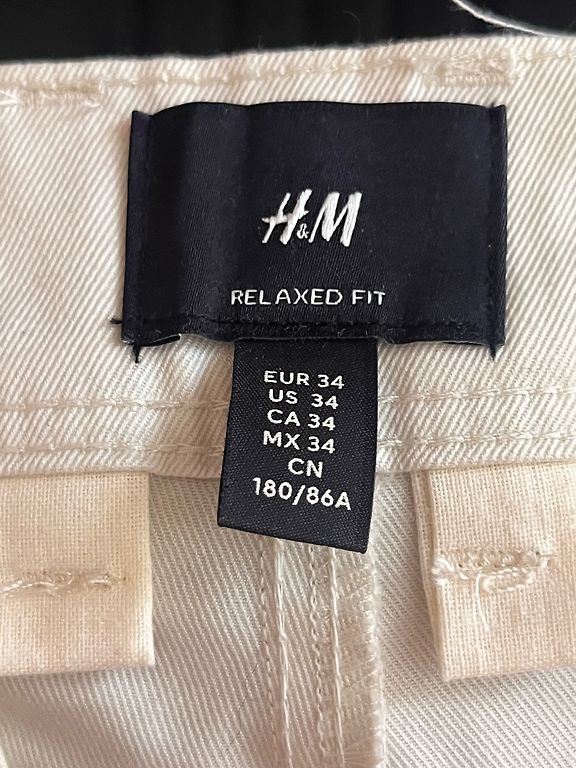 H&M
RELAXED FIT
EUR 34
US 34
CA 34
MX 34
CN
180/86A